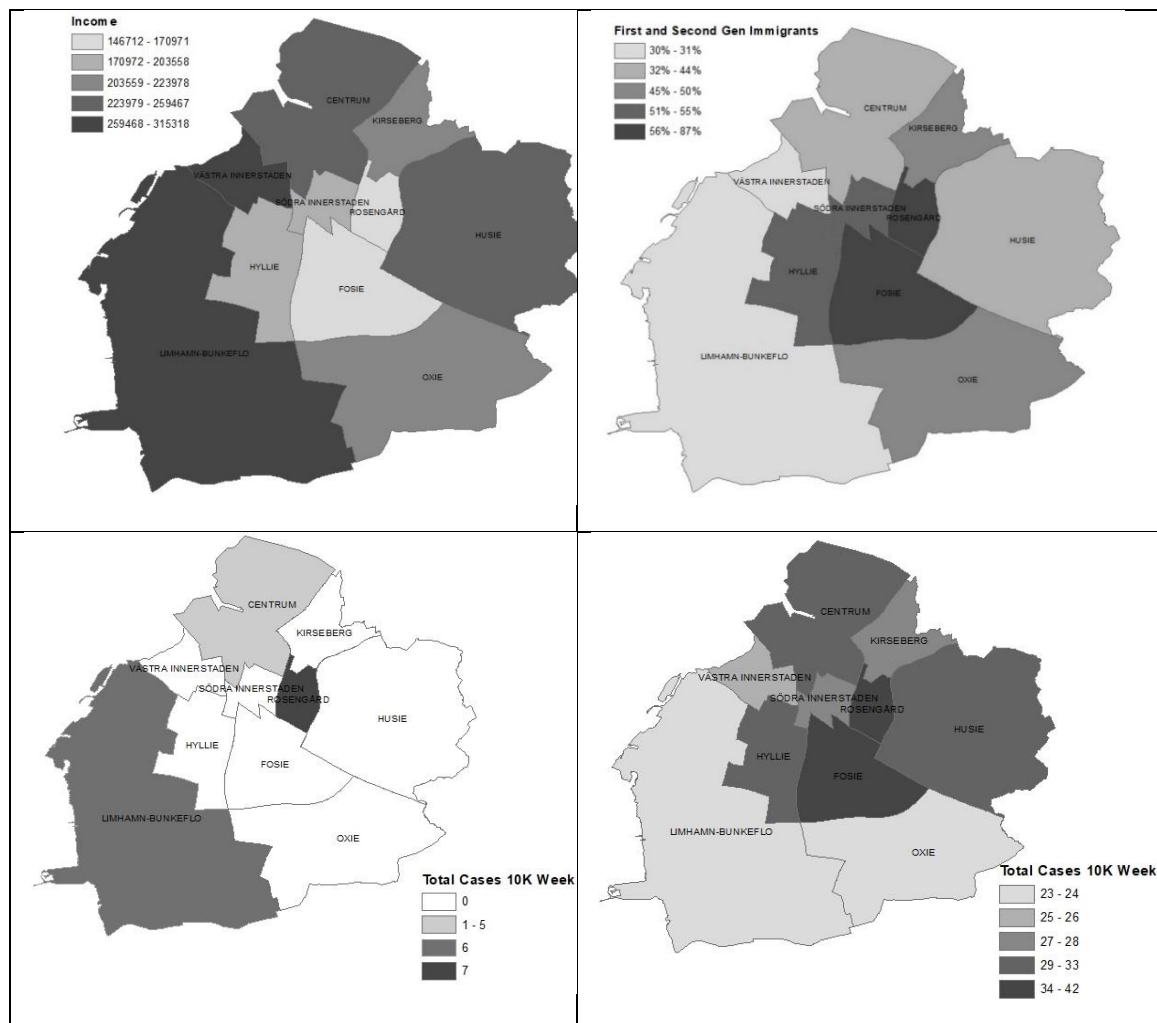 Income
146712 - 170971
170972 - 203558
203559 - 223978
223979 - 259467
259468 - 315318
CENTRUM
KIRSEBERG
VÄSTRA INNERSTADEN
SÖDRA INNERSTADEN
ROSENGÅRD
HUSIE
HYLLIE
FOSIE
LIMHAMN-BUNKEFLO
OXIE
First and Second Gen Immigrants
30% - 31%
32% - 44%
45% - 50%
51% - 55%
56% - 87%
CENTRUM
KIRSEBERG
VÄSTRA INNERSTADEN
SÖDRA INNERSTADEN
ROSENGÅRD
HUSIE
HYLLIE
FOSIE
LIMHAMN-BUNKEFLO
OXIE
CENTRUM
KIRSEBERG
VÄSTRA INNERSTADEN
SÖDRA INNERSTADEN
ROSENGÅRD
HUSIE
HYLLIE
FOSIE
LIMHAMN-BUNKEFLO
OXIE
Total Cases 10K Week
0
1 - 5
6
7
CENTRUM
KIRSEBERG
VÄSTRA INNERSTADEN
SÖDRA INNERSTADEN
ROSENGÅRD
HUSIE
HYLLIE
FOSIE
LIMHAMN-BUNKEFLO
OXIE
Total Cases 10K Week
23 - 24
25 - 26
27 - 28
29 - 33
34 - 42